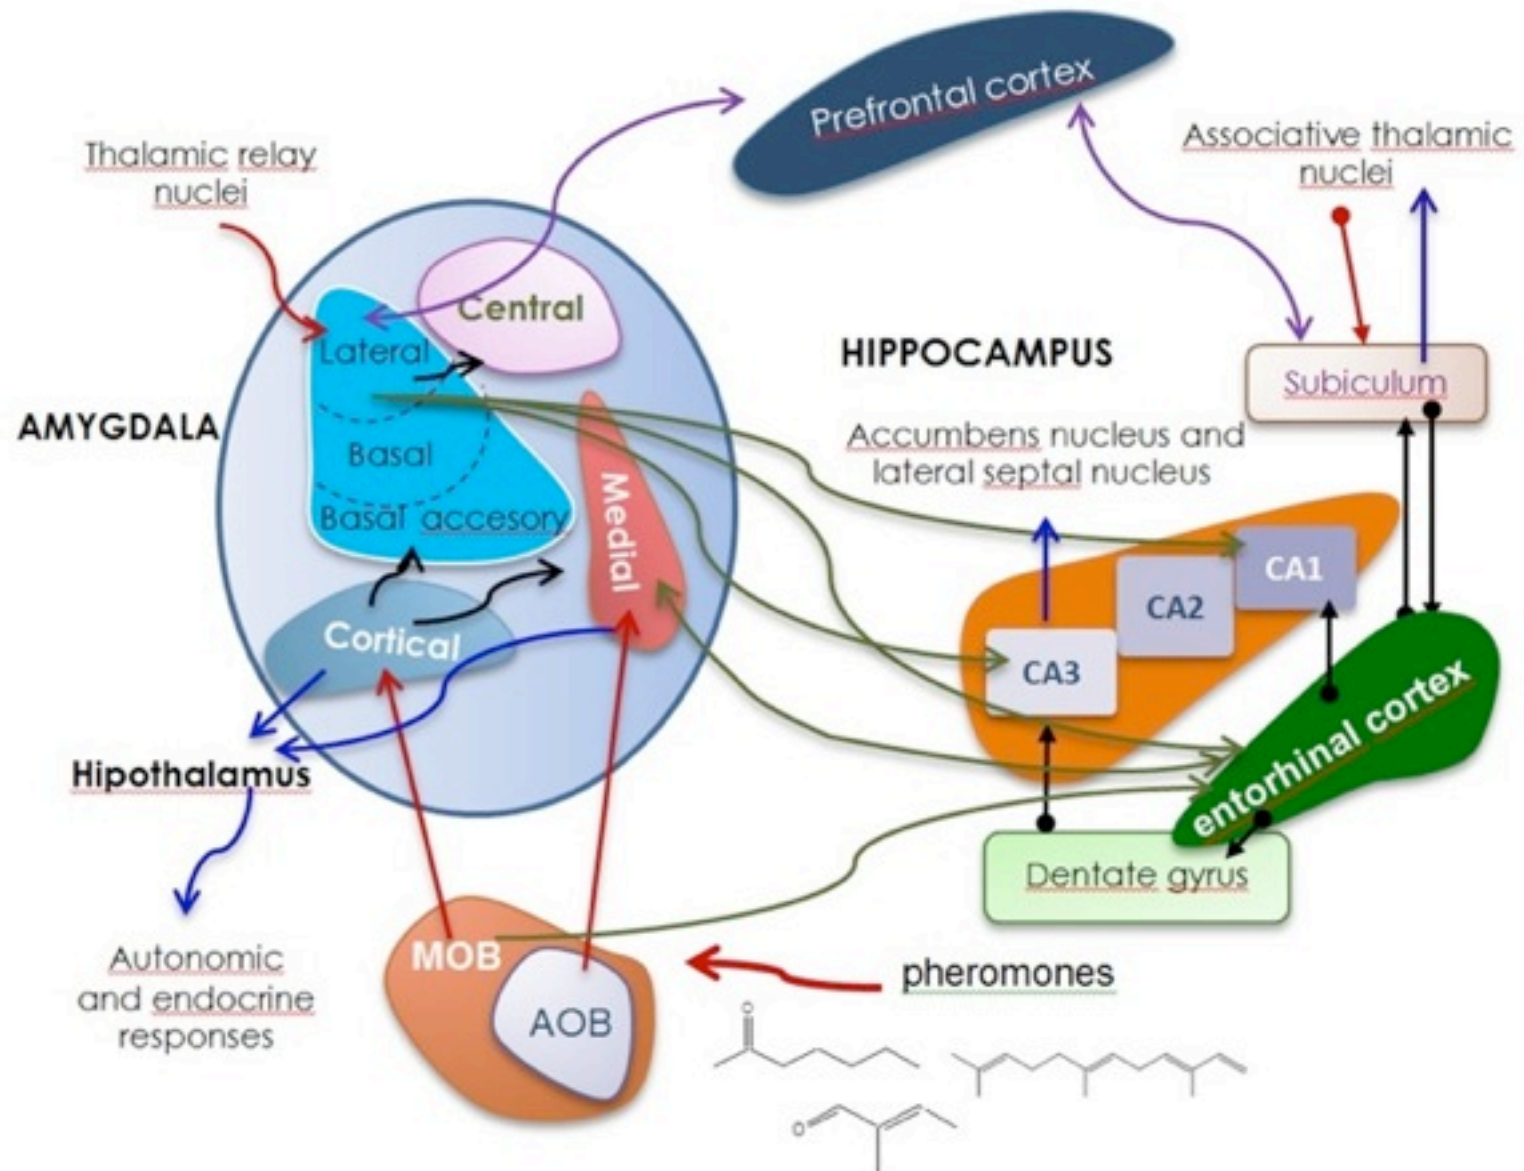 Prefrontal cortex
Thalamic relay
nuclei
Associative thalamic
nuclei
Central
Lateral
HIPPOCAMPUS
Subiculum
AMYGDALA
Accumbens nucleus and
lateral septal nucleus
Basal
Basal accesory
Medial
CA1
CA2
CA3
Cortical
entorhinal cortex
Hipothalamus
Dentate gyrus
Autonomic
and endocrine
responses
MOB
AOB
pheromones
O
O